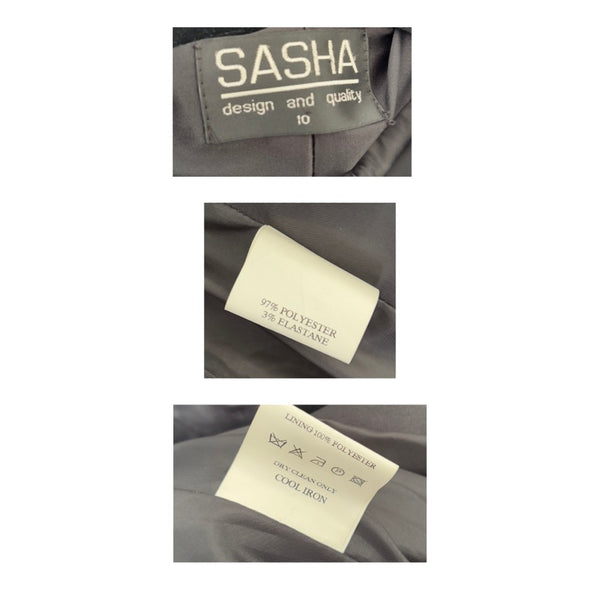 SASHA
design and quality
10
97% POLYESTER
3% ELASTANE
LINING 100% POLYESTER
DRY CLEAN ONLY
COOL IRON